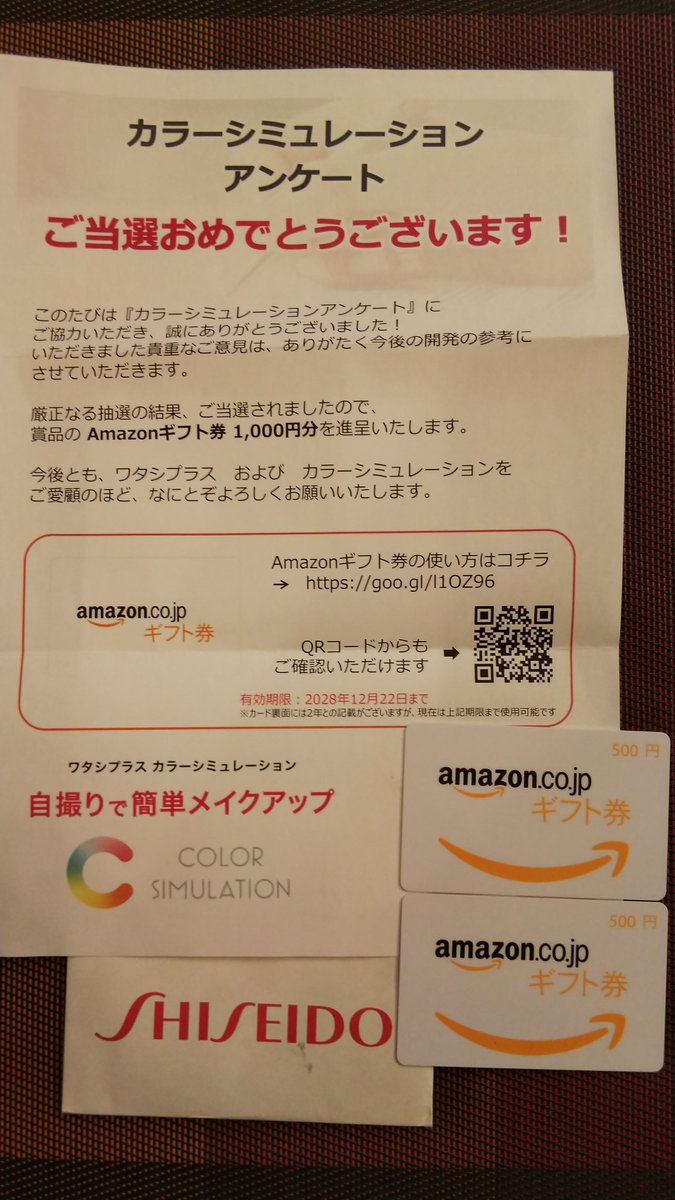 カラーシミュレーション
アンケート
ご当選おめでとうございます！
このたびは『カラーシミュレーションアンケート』に
ご協力いただき、誠にありがとうございました！
いただきました貴重なご意見は、ありがたく今後の開発の参考に
させていただきます。
厳正なる抽選の結果、ご当選されましたので、
賞品の Amazonギフト券 1,000円分を進呈いたします。
今後とも、ワタシプラス および カラーシミュレーションを
ご愛顧のほど、なにとぞよろしくお願いいたします。
Amazonギフト券の使い方はコチラ
→ https://goo.gl/l1OZ96
amazon.co.jp
ギフト券
QRコードからも
ご確認いただけます
有効期限：2028年12月22日まで
※カード裏面には2年との記載がございますが、現在は上記期限まで使用可能です
ワタシプラス カラーシミュレーション
自撮りで簡単メイクアップ
COLOR
SIMULATION
500 円
amazon.co.jp
ギフト券
500 円
amazon.co.jp
ギフト券
SHISEIDO